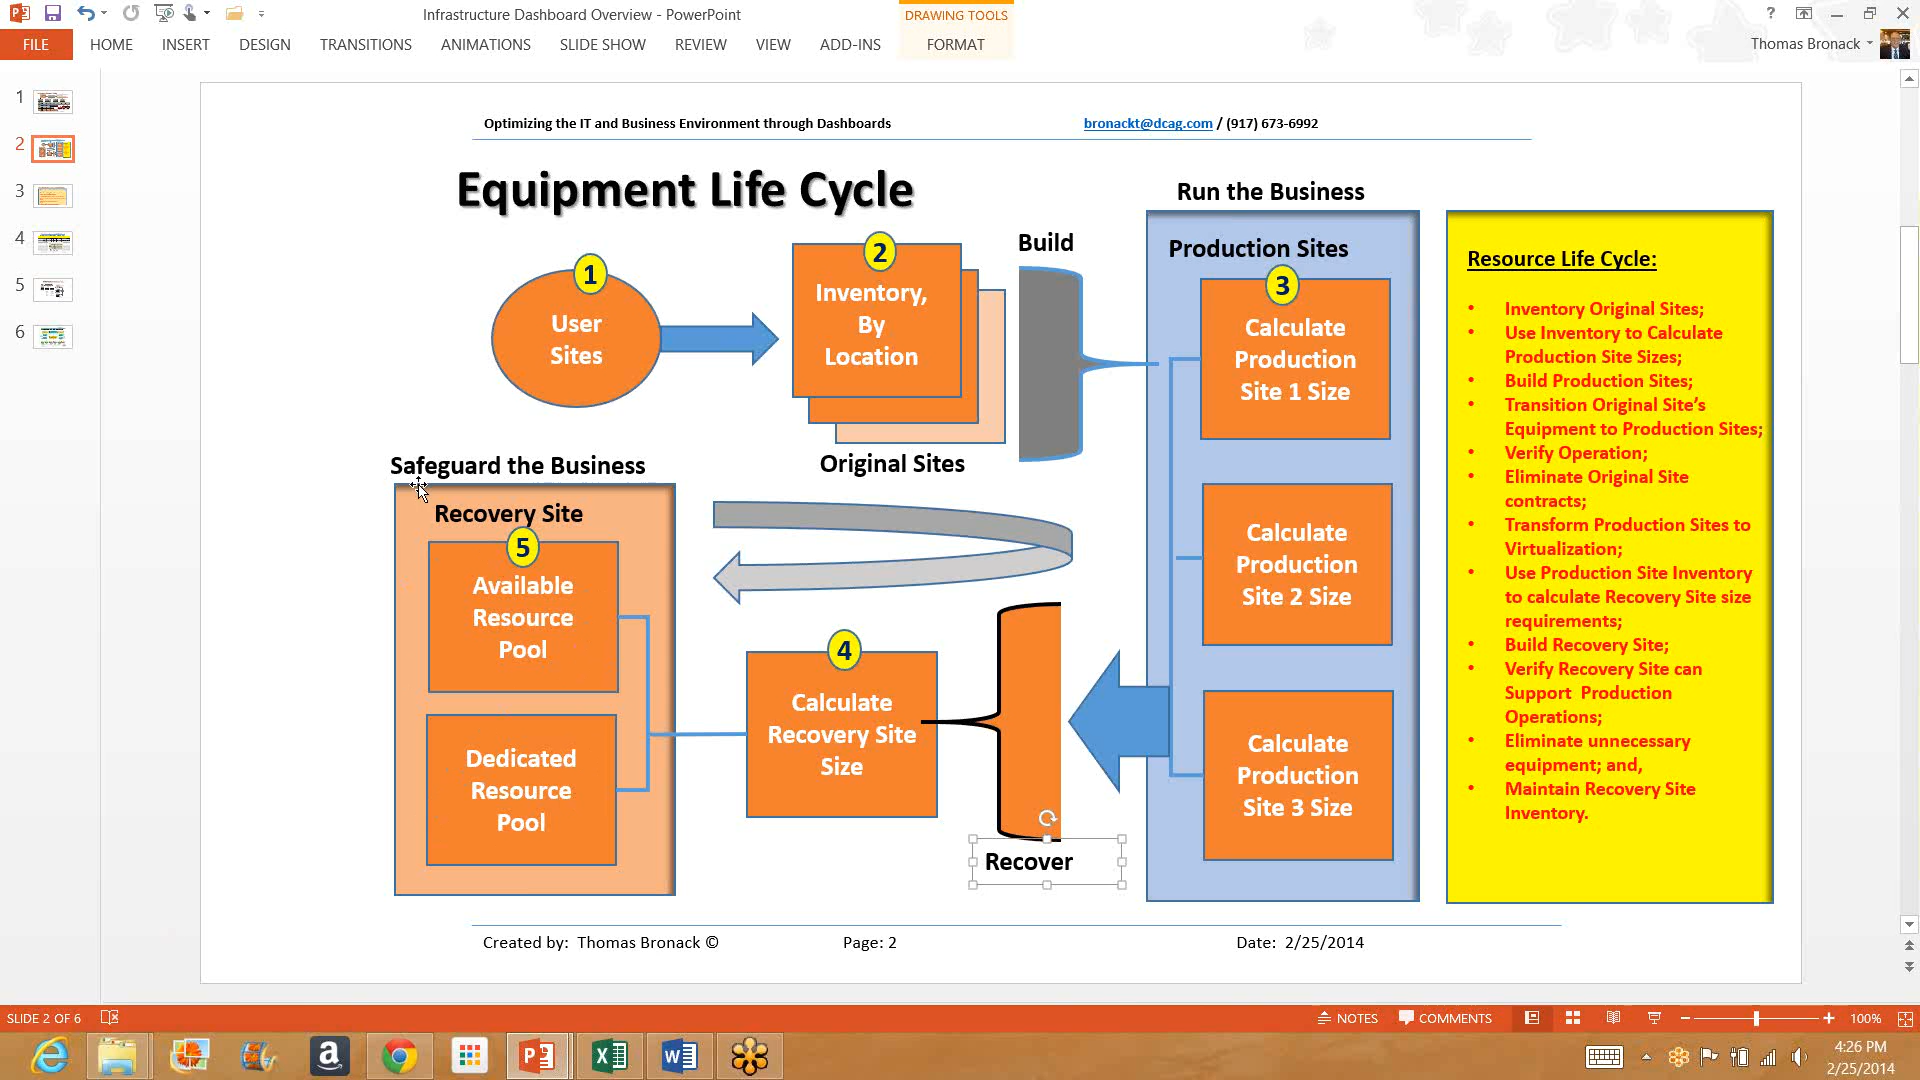 Infrastructure Dashboard Overview - PowerPoint
DRAWING TOOLS
?
FILE
HOME
INSERT
DESIGN
TRANSITIONS
ANIMATIONS
SLIDE SHOW
REVIEW
VIEW
ADD-INS
FORMAT
Thomas Bronack
1
2
3
4
5
6
Optimizing the IT and Business Environment through Dashboards
bronackt@dcag.com / (917) 673-6992
Equipment Life Cycle
1
User
Sites
2
Inventory,
By
Location
Original Sites
Build
Run the Business
Production Sites
3
Calculate
Production
Site 1 Size
Calculate
Production
Site 2 Size
Calculate
Production
Site 3 Size
Safeguard the Business
Recovery Site
5
Available
Resource
Pool
Dedicated
Resource
Pool
4
Calculate
Recovery Site
Size
Recover
Resource Life Cycle:
• Inventory Original Sites;
• Use Inventory to Calculate
Production Site Sizes;
• Build Production Sites;
• Transition Original Site’s
Equipment to Production Sites;
• Verify Operation;
• Eliminate Original Site
contracts;
• Transform Production Sites to
Virtualization;
• Use Production Site Inventory
to calculate Recovery Site size
requirements;
• Build Recovery Site;
• Verify Recovery Site can
Support Production
Operations;
• Eliminate unnecessary
equipment; and,
• Maintain Recovery Site
Inventory.
Created by: Thomas Bronack ©
Page: 2
Date: 2/25/2014
SLIDE 2 OF 6
NOTES
COMMENTS
100%
4:26 PM
2/25/2014